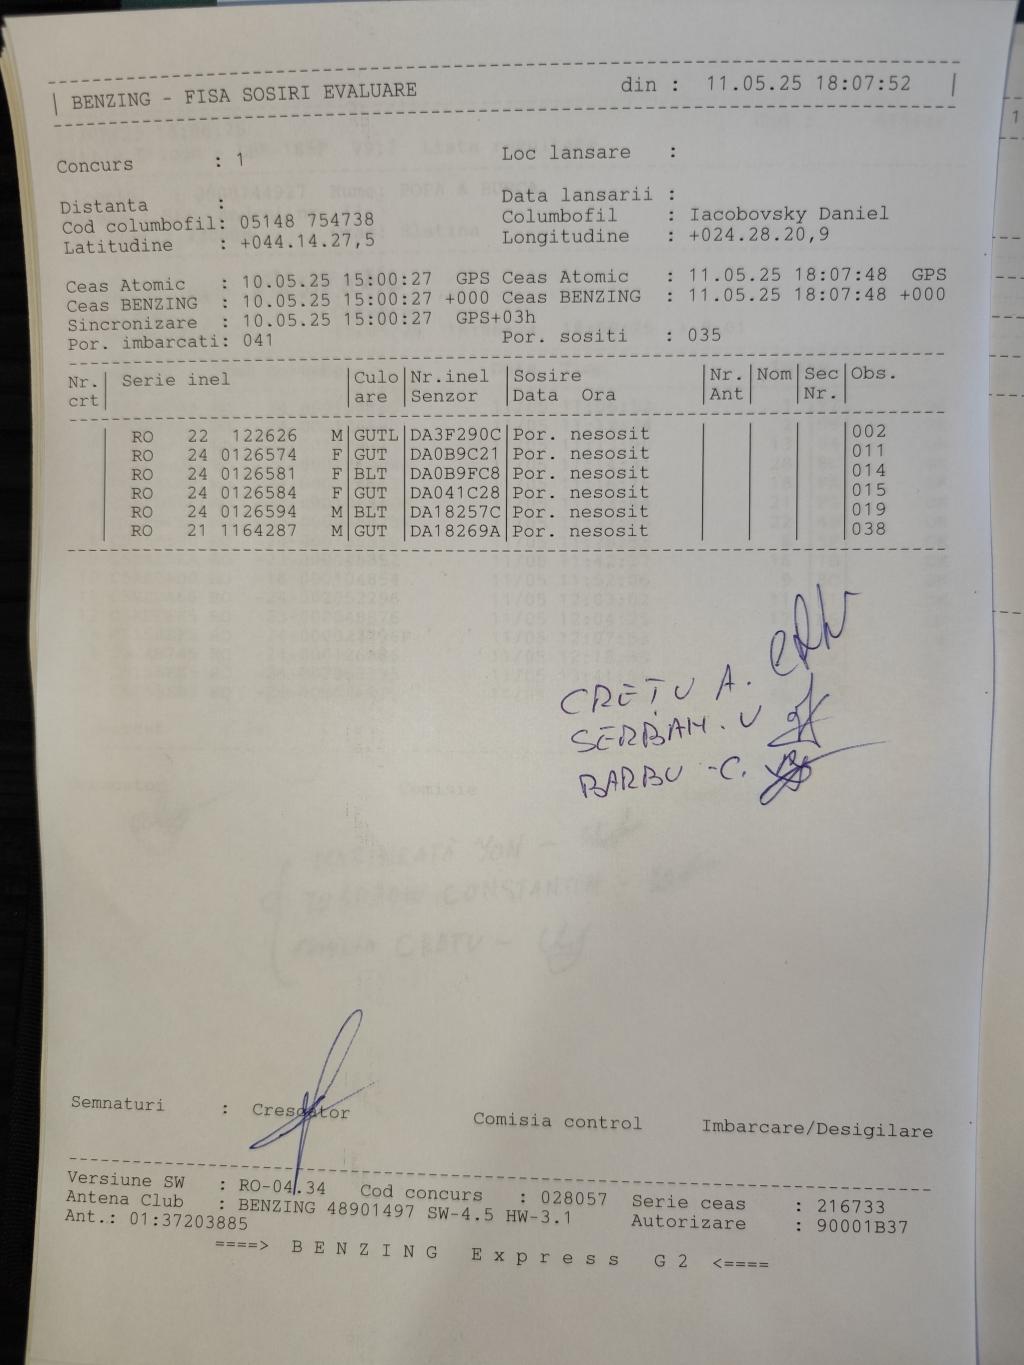 BENZING - FISA SOSIRI EVALUARE din : 11.05.25 18:07:52
Concurs : 1 Loc lansare :
Distanta : Data lansarii :
Cod columbofil: 05148 754738 Columbofil : Iacobovsky Daniel
Latitudine : +044.14.27,5 Longitudine : +024.28.20,9
Ceas Atomic : 10.05.25 15:00:27 GPS Ceas Atomic : 11.05.25 18:07:48 GPS
Ceas BENZING : 10.05.25 15:00:27 +000 Ceas BENZING : 11.05.25 18:07:48 +000
Sincronizare : 10.05.25 15:00:27 GPS+03h
Por. imbarcati: 041 Por. sositi : 035
Nr. Serie inel Culo Nr.inel Sosire Nr. Nom Sec Obs.
crt are Senzor Data Ora Ant Nr.
RO 22 122626 M GUTL DA3F290C Por. nesosit 002
RO 24 0126574 F GUT DA0B9C21 Por. nesosit 011
RO 24 0126581 F BLT DA0B9FC8 Por. nesosit 014
RO 24 0126584 F GUT DA041C28 Por. nesosit 015
RO 24 0126594 M BLT DA18257C Por. nesosit 019
RO 21 1164287 M GUT DA18269A Por. nesosit 038
CREȚU A.
SERBAN. V
BARBU -C.
Semnaturi : Crescator Comisia control Imbarcare/Desigilare
Versiune SW : RO-04.34 Cod concurs : 028057 Serie ceas : 216733
Antena Club : BENZING 48901497 SW-4.5 HW-3.1 Autorizare : 90001B37
Ant.: 01:37203885
====> B E N Z I N G E x p r e s s G 2 <====